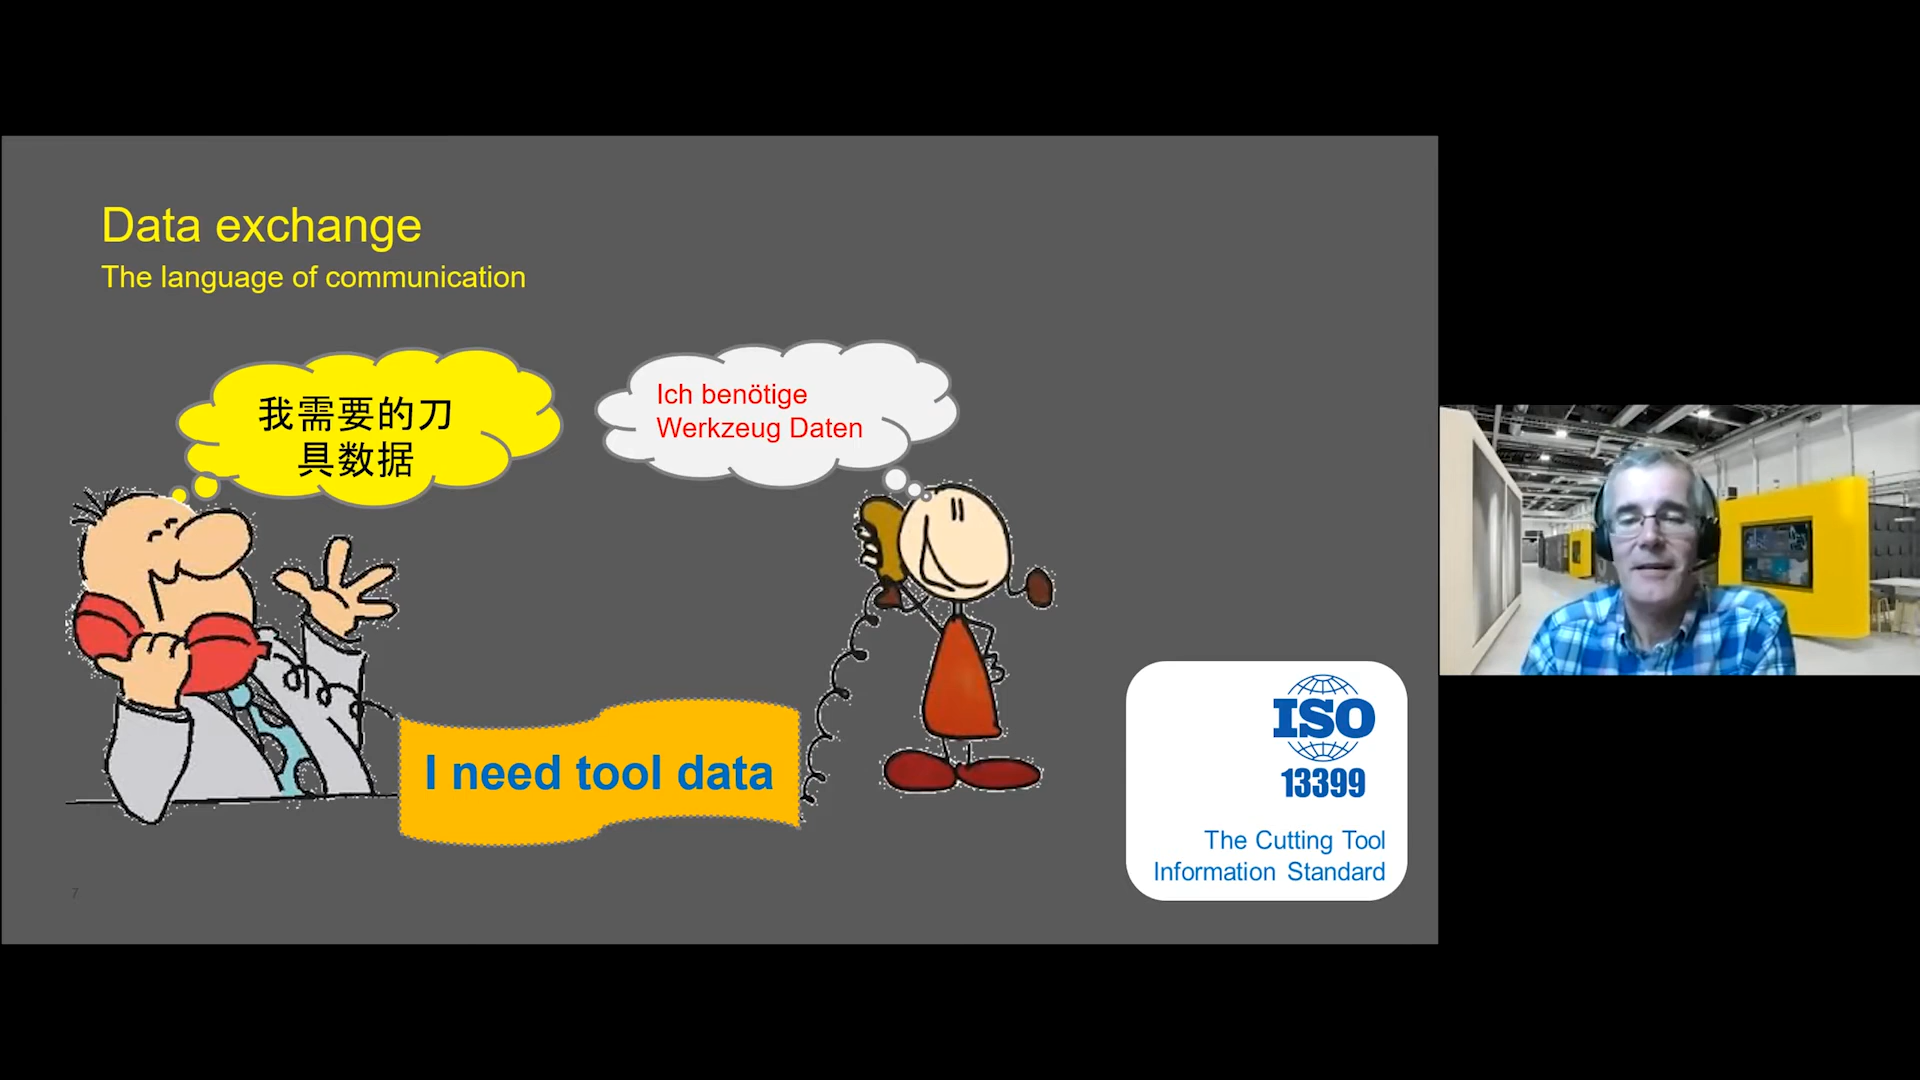 Data exchange
The language of communication
我需要的刀
具数据
Ich benötige
Werkzeug Daten
I need tool data
ISO
13399
The Cutting Tool
Information Standard
7